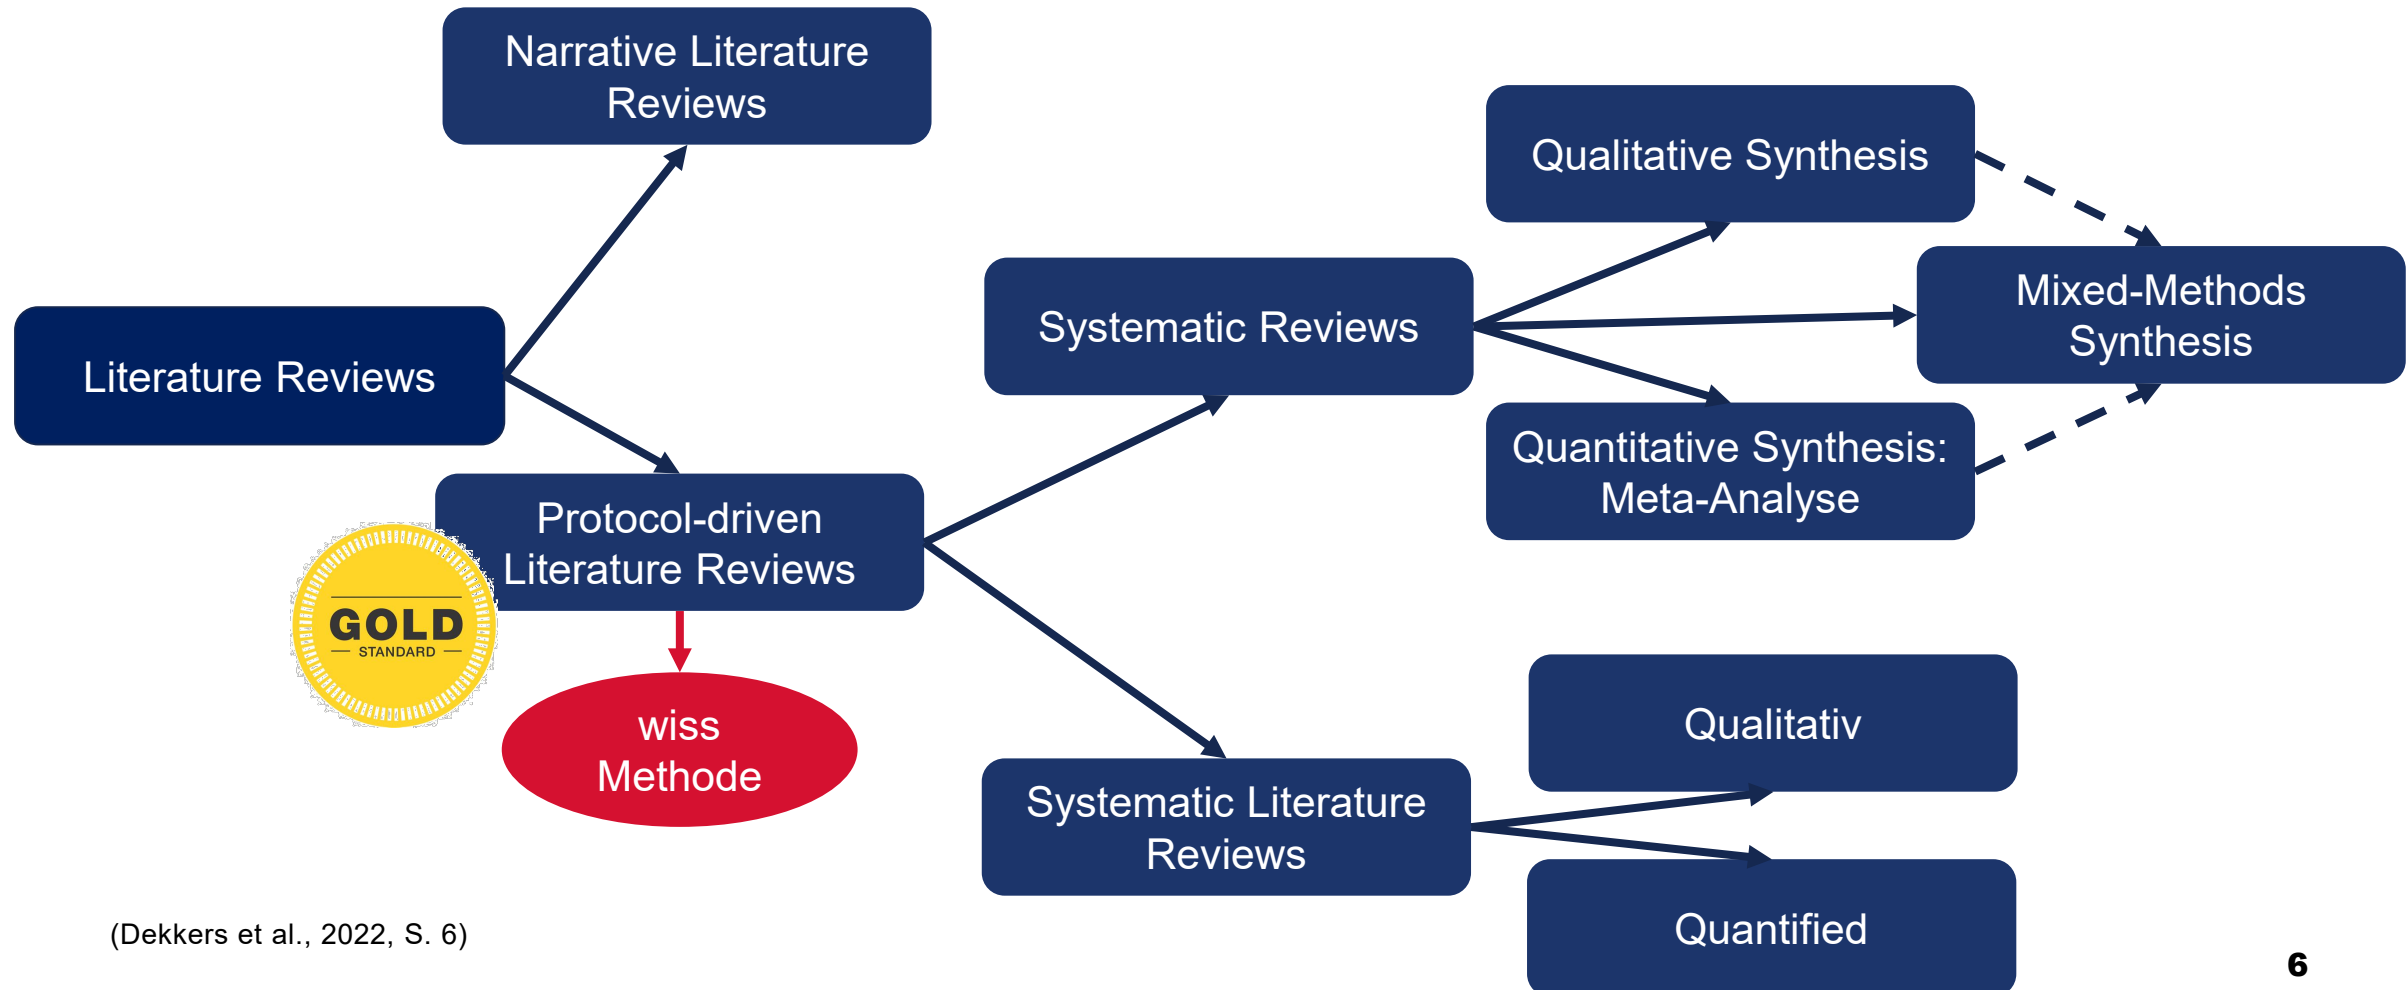 Narrative Literature
Reviews
Literature Reviews
Protocol-driven
Literature Reviews
GOLD
STANDARD
wiss
Methode
Systematic Reviews
Qualitative Synthesis
Mixed-Methods
Synthesis
Quantitative Synthesis:
Meta-Analyse
Systematic Literature
Reviews
Qualitativ
Quantified
(Dekkers et al., 2022, S. 6)
6